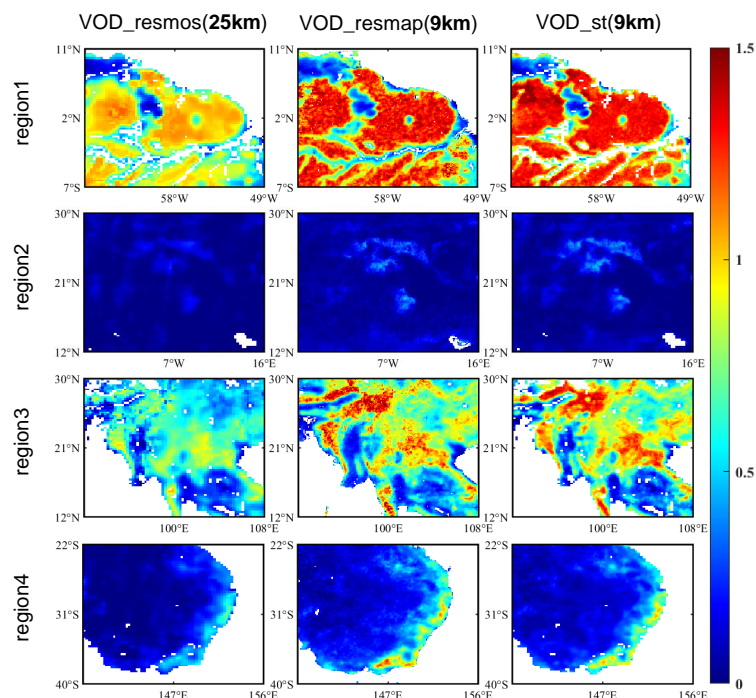 VOD_resmos(25km) VOD_resmap(9km) VOD_st(9km)
region1
11°N 11°N 11°N 1.5
2°N 2°N 2°N
7°S 7°S 7°S
58°W 49°W 58°W 49°W 58°W 49°W
region2
30°N 30°N 30°N
21°N 21°N 21°N 1
12°N 12°N 12°N
7°W 16°E 7°W 16°E 7°W 16°E
region3
30°N 30°N 30°N
21°N 21°N 21°N 0.5
12°N 12°N 12°N
100°E 108°E 100°E 108°E 100°E 108°E
region4
22°S 22°S 22°S
31°S 31°S 31°S
40°S 40°S 40°S 0
147°E 156°E 147°E 156°E 147°E 156°E